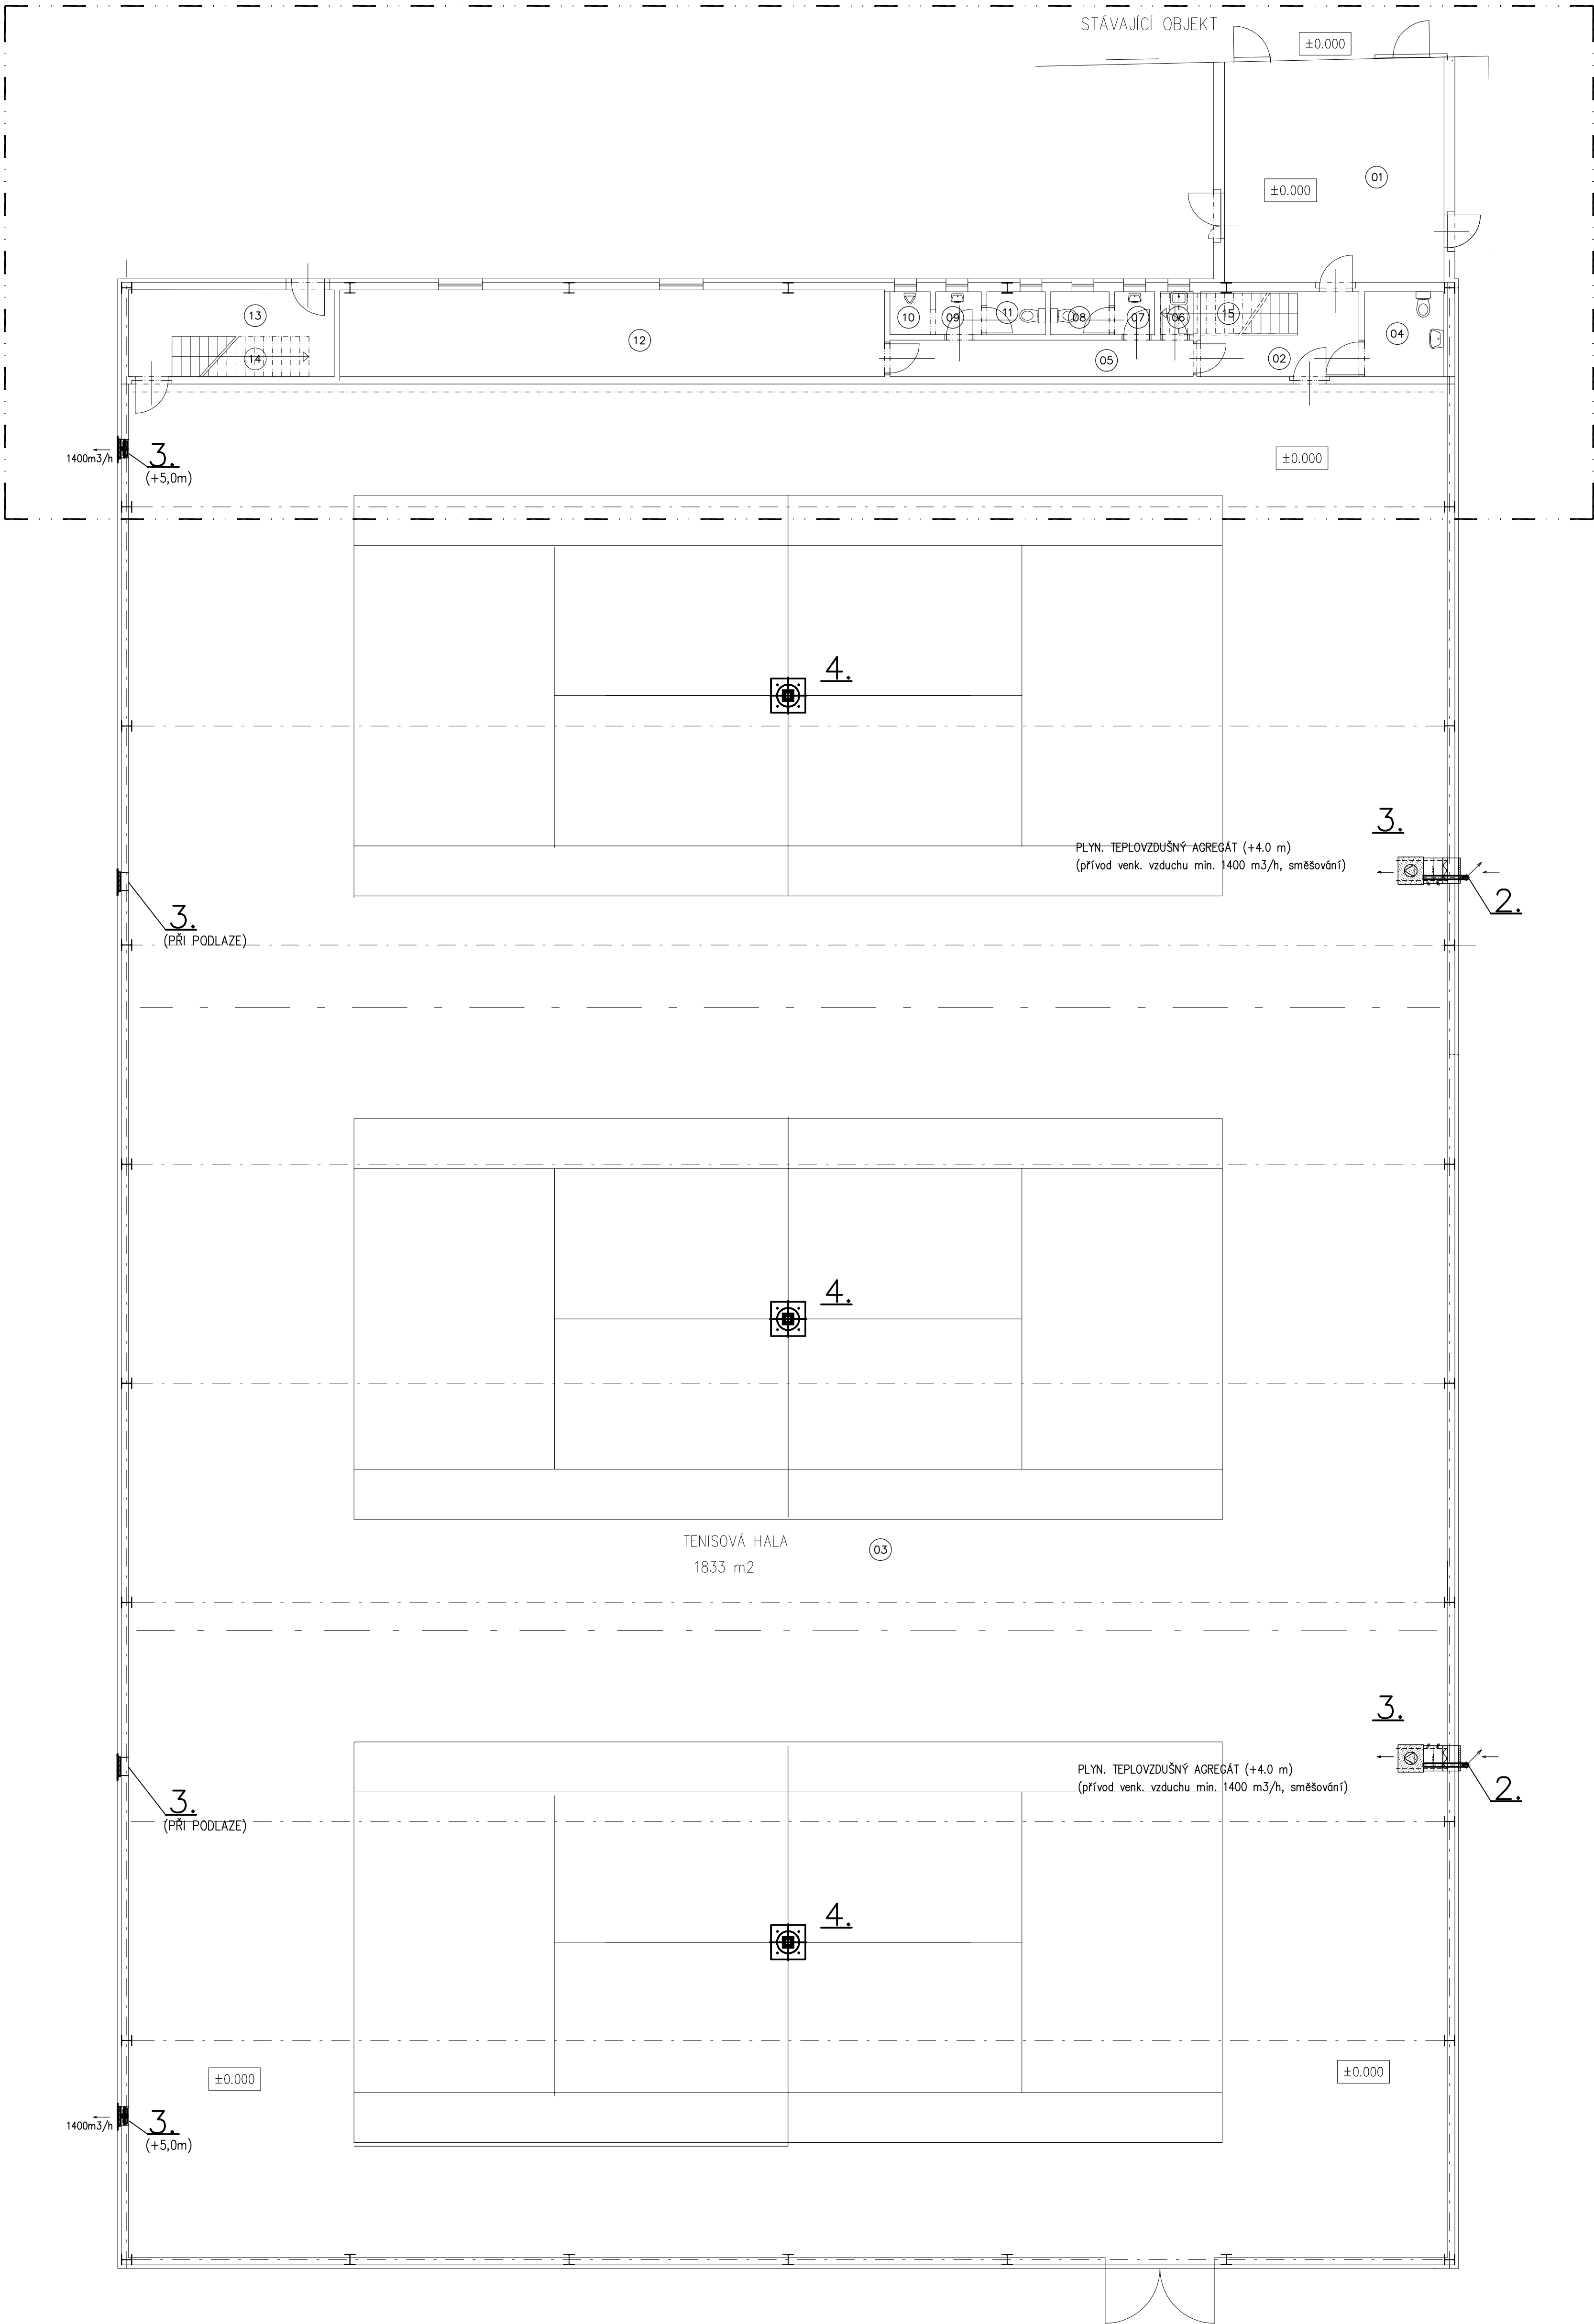 STÁVAJÍCÍ OBJEKT
±0.000
01
±0.000
13
14
12
10
09
11
08
07
06
15
05
02
04
1400m3/h
3.
(+5,0m)
±0.000
4.
3.
PLYN. TEPLOVZDUŠNÝ AGREGÁT (+4.0 m)
(přívod venk. vzduchu min. 1400 m3/h, směšování)
2.
3.
(PŘI PODLAZE)
4.
TENISOVÁ HALA
1833 m2
03
3.
PLYN. TEPLOVZDUŠNÝ AGREGÁT (+4.0 m)
(přívod venk. vzduchu min. 1400 m3/h, směšování)
2.
3.
(PŘI PODLAZE)
4.
±0.000
±0.000
1400m3/h
3.
(+5,0m)